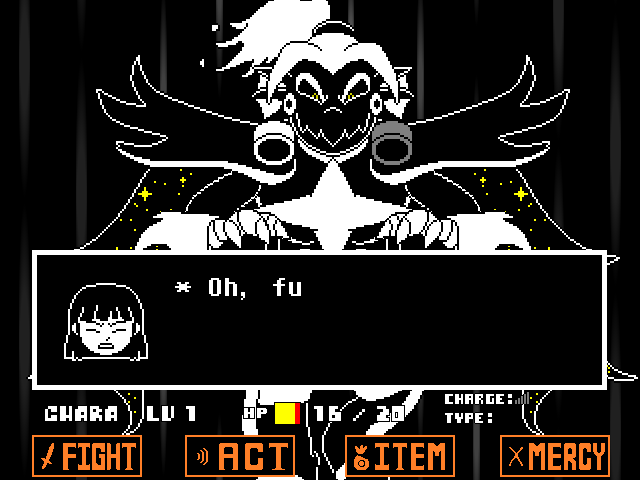 * Oh, fu
CHARA LV 1 HP 16 / 20
CHARGE:
TYPE:
FIGHT ACT ITEM MERCY